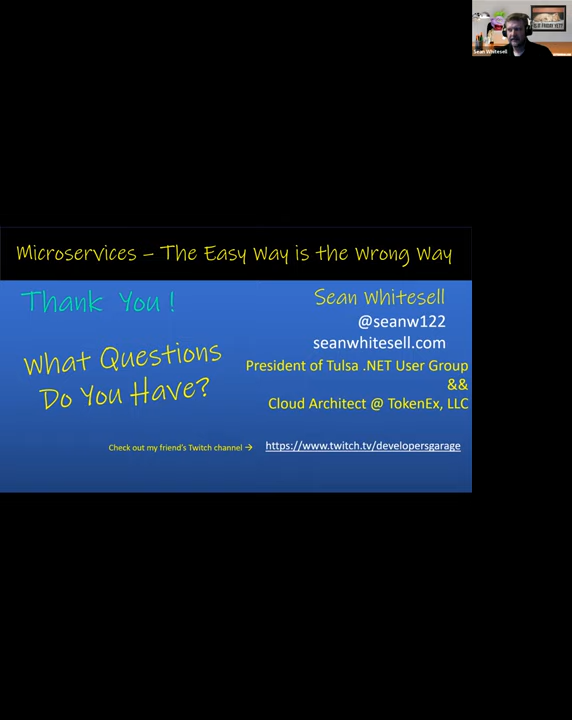 Sean Whitesell
Microservices – The Easy Way is the Wrong Way
Thank You !
What Questions
Do You Have?
Sean Whitesell
@seanw122
seanwhitesell.com
President of Tulsa .NET User Group
&&
Cloud Architect @ TokenEx, LLC
Check out my friend's Twitch channel → https://www.twitch.tv/developersgarage